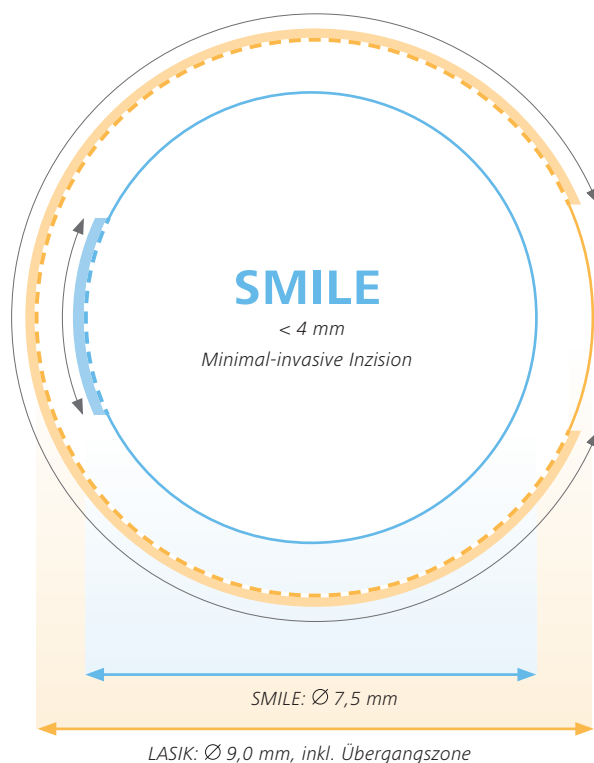 SMILE
< 4 mm
Minimal-invasive Inzision
SMILE: Ø 7,5 mm
LASIK: Ø 9,0 mm, inkl. Übergangszone